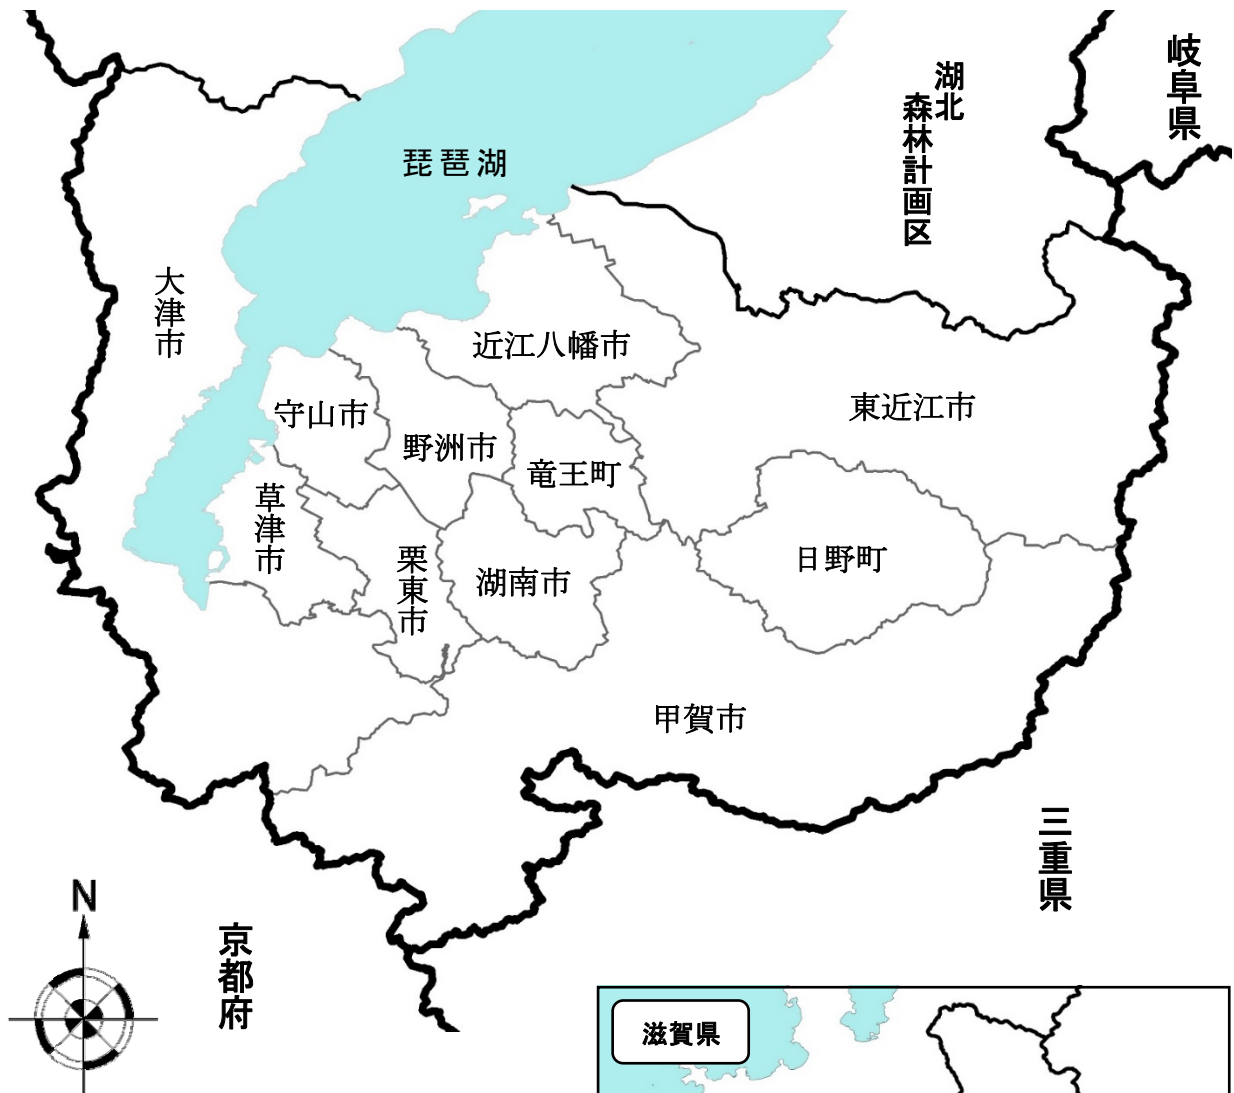 岐阜県
湖北
森林計画区
琵琶湖
大津市
近江八幡市
東近江市
守山市
野洲市
竜王町
草津市
栗東市
湖南市
日野町
甲賀市
三重県
N
京都府
滋賀県